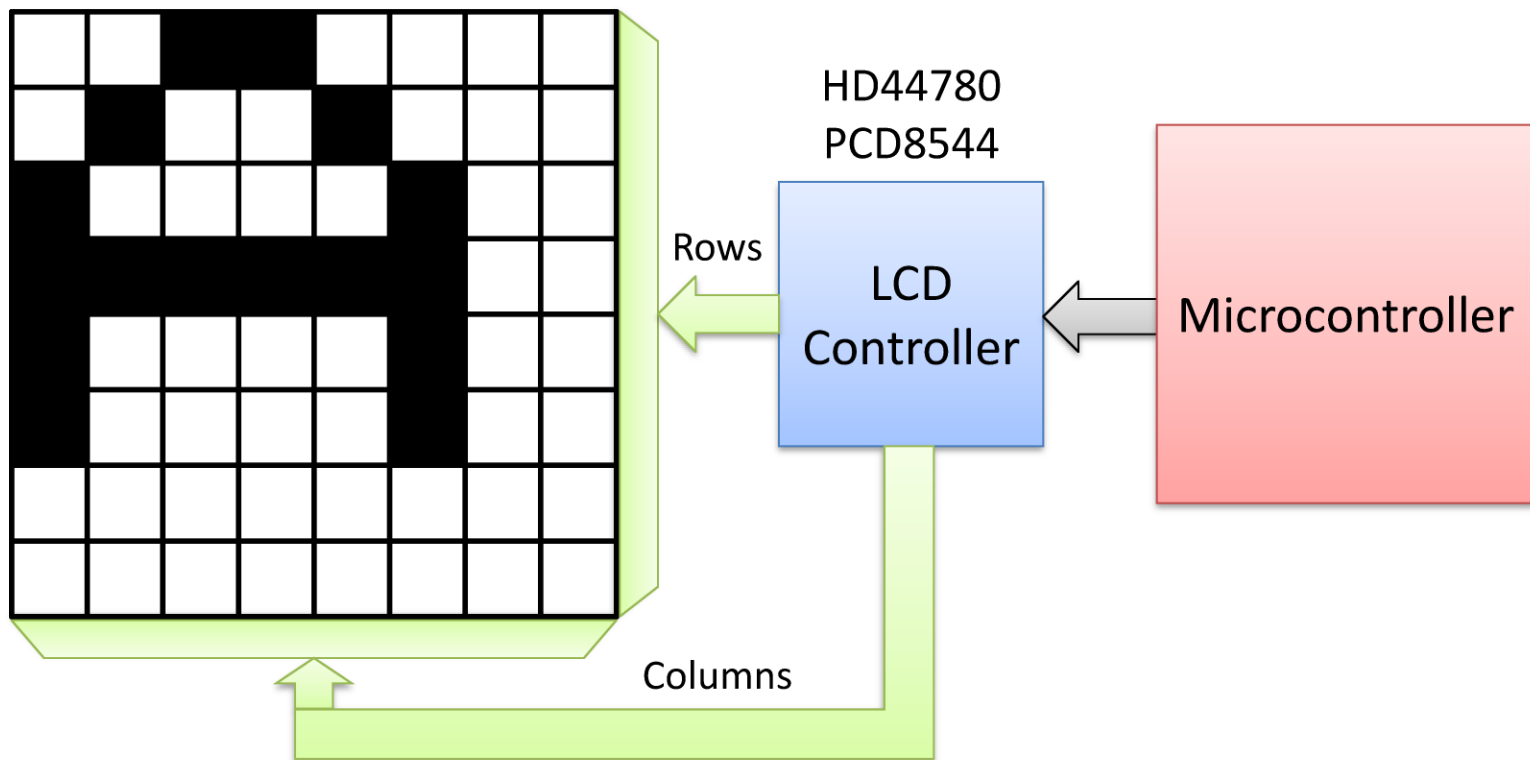 HD44780
PCD8544
Rows
LCD
Controller
Microcontroller
Columns